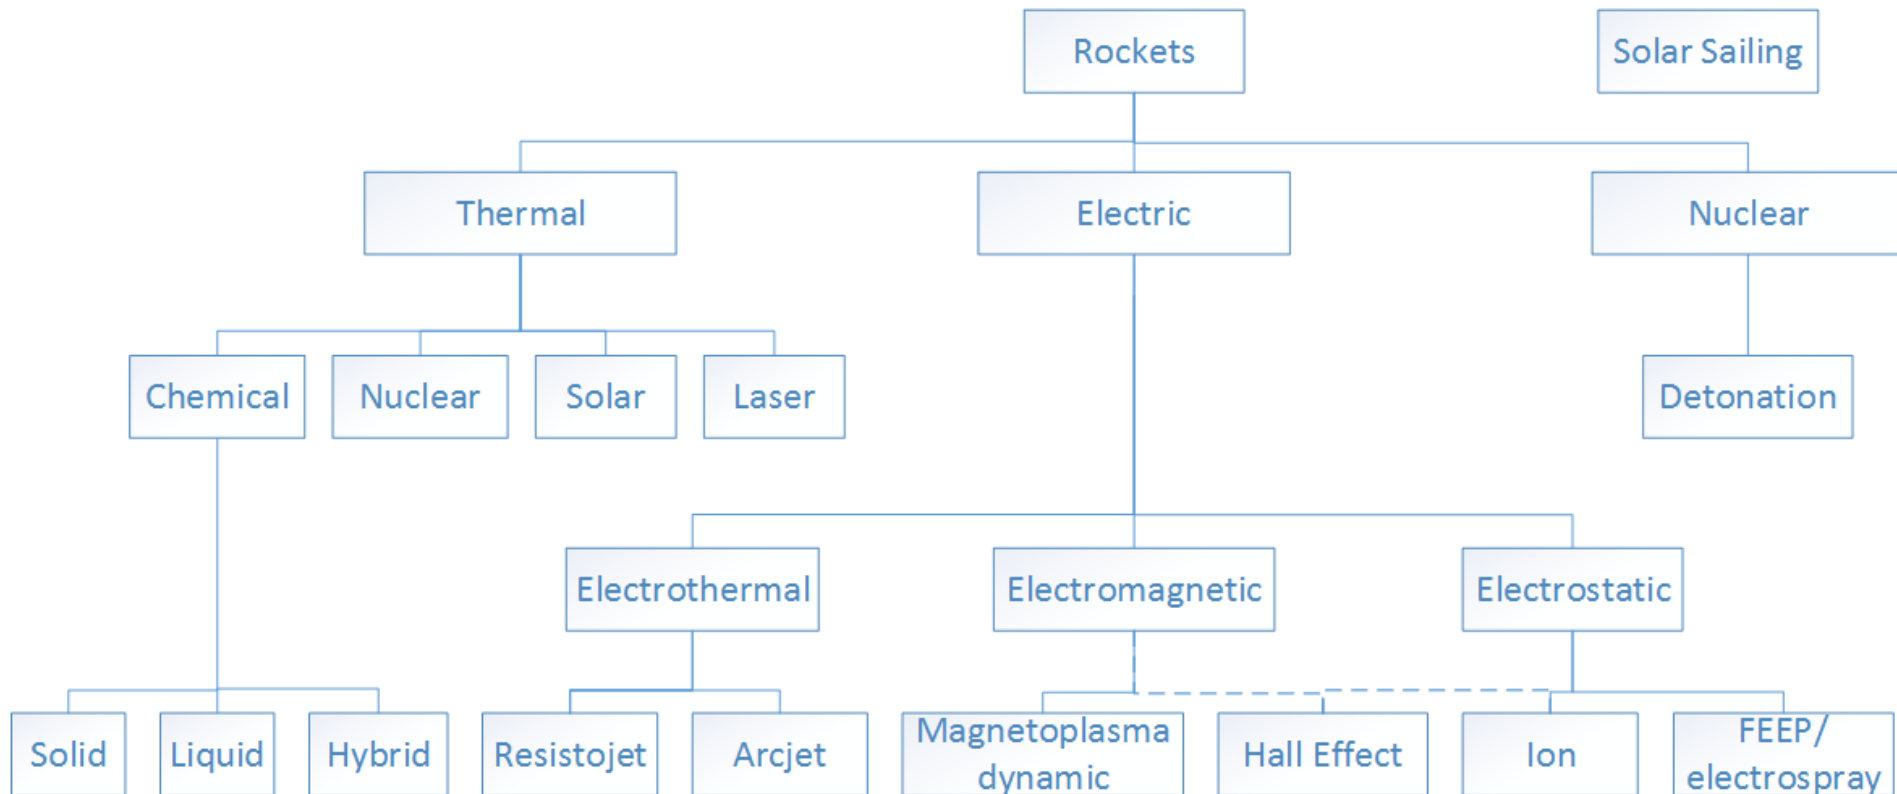 Rockets
Solar Sailing
Thermal
Electric
Nuclear
Chemical
Nuclear
Solar
Laser
Detonation
Electrothermal
Electromagnetic
Electrostatic
Solid
Liquid
Hybrid
Resistojet
Arcjet
Magnetoplasma
dynamic
Hall Effect
Ion
FEEP/
electrospray